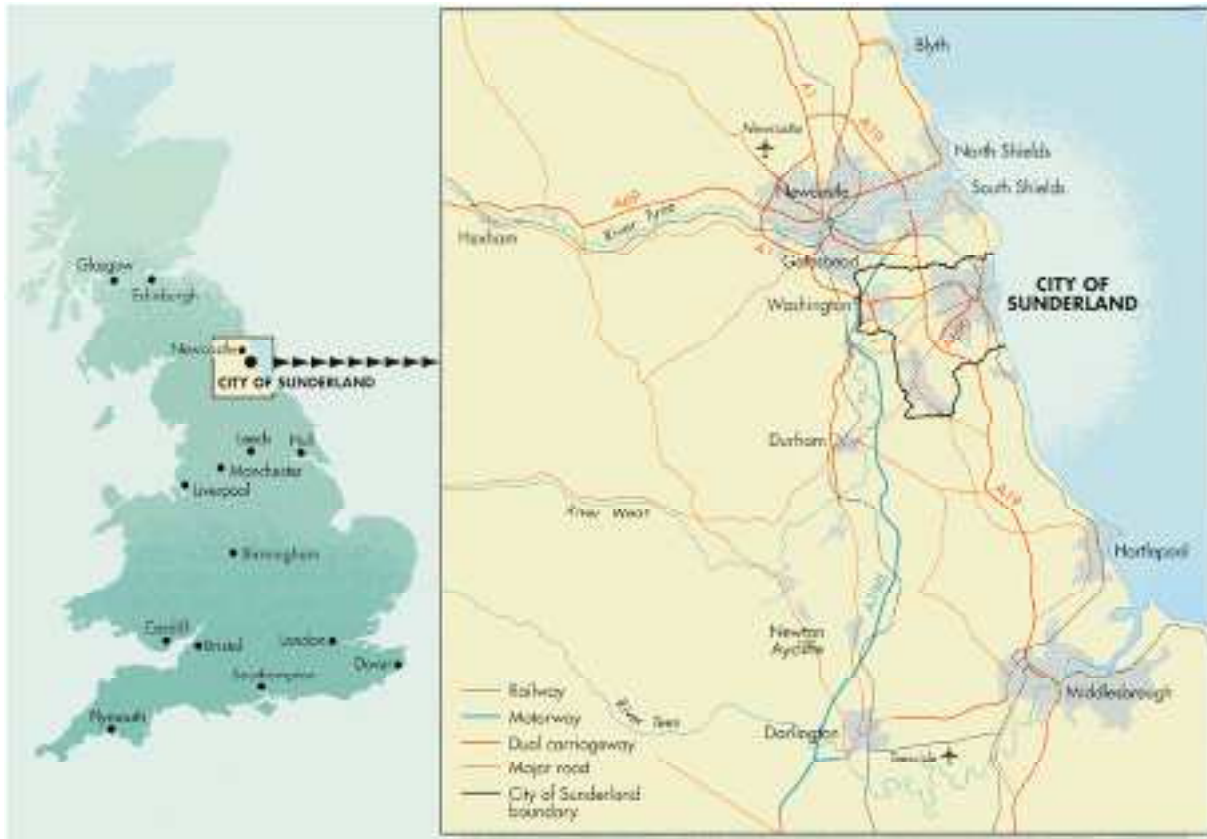 Glasgow
Edinburgh
Newcastle
CITY OF SUNDERLAND
Leeds
Hull
Manchester
Liverpool
Birmingham
Cardiff
Bristol
London
Dover
Southampton
Plymouth
Blyth
A1
A19
Newcastle
North Shields
Newcastle
South Shields
A69
River Tyne
Hexham
A1
Gateshead
Washington
CITY OF
SUNDERLAND
Durham
A19
River Wear
Hartlepool
Newton
Aycliffe
Middlesbrough
River Tees
Darlington
Teesside
Railway
Motorway
Dual carriageway
Major road
City of Sunderland
boundary